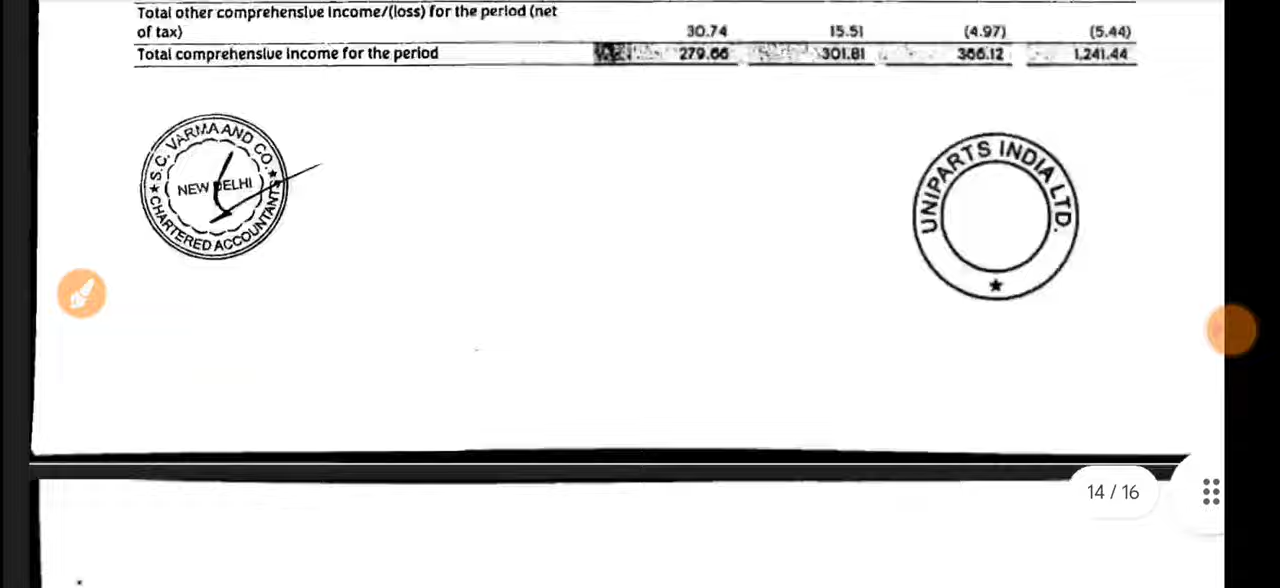 Total other comprehensive Income/(loss) for the period (net
of tax) 30.74 15.51 (4.97) (5.44)
Total comprehensive Income for the period 279.66 301.81 366.12 1,241.44
S.C. VARMA AND CO.
NEW DELHI
CHARTERED ACCOUNTANTS
UNIPARTS INDIA LTD.
14 / 16